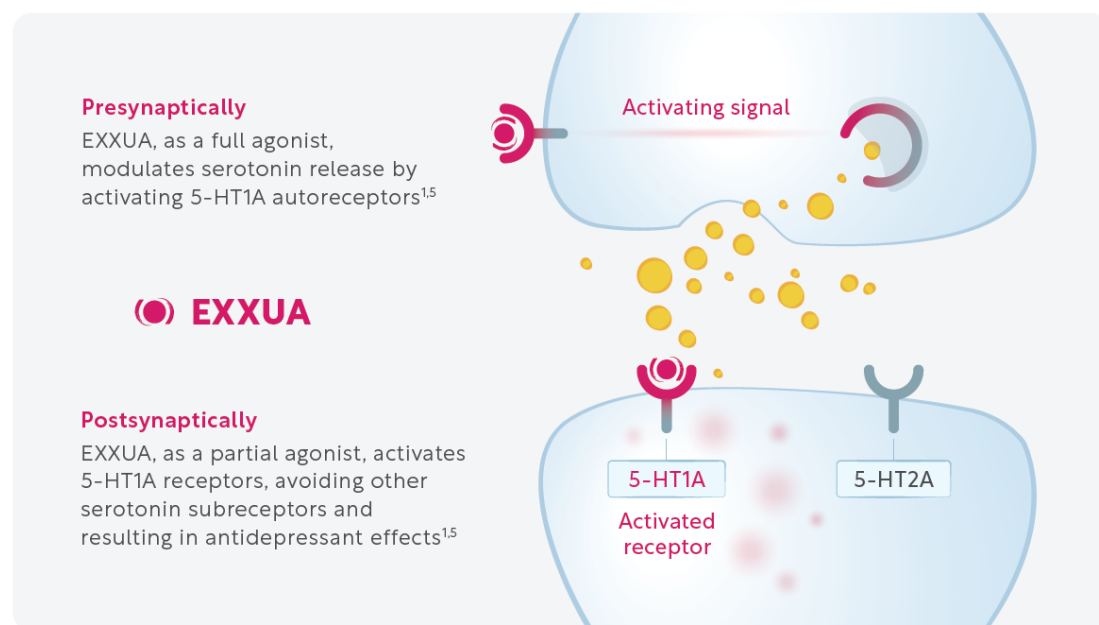 Presynaptically
EXXUA, as a full agonist,
modulates serotonin release by
activating 5-HT1A autoreceptors¹,⁵
Activating signal
EXXUA
Postsynaptically
EXXUA, as a partial agonist, activates
5-HT1A receptors, avoiding other
serotonin subreceptors and
resulting in antidepressant effects¹,⁵
5-HT1A
Activated
receptor
5-HT2A